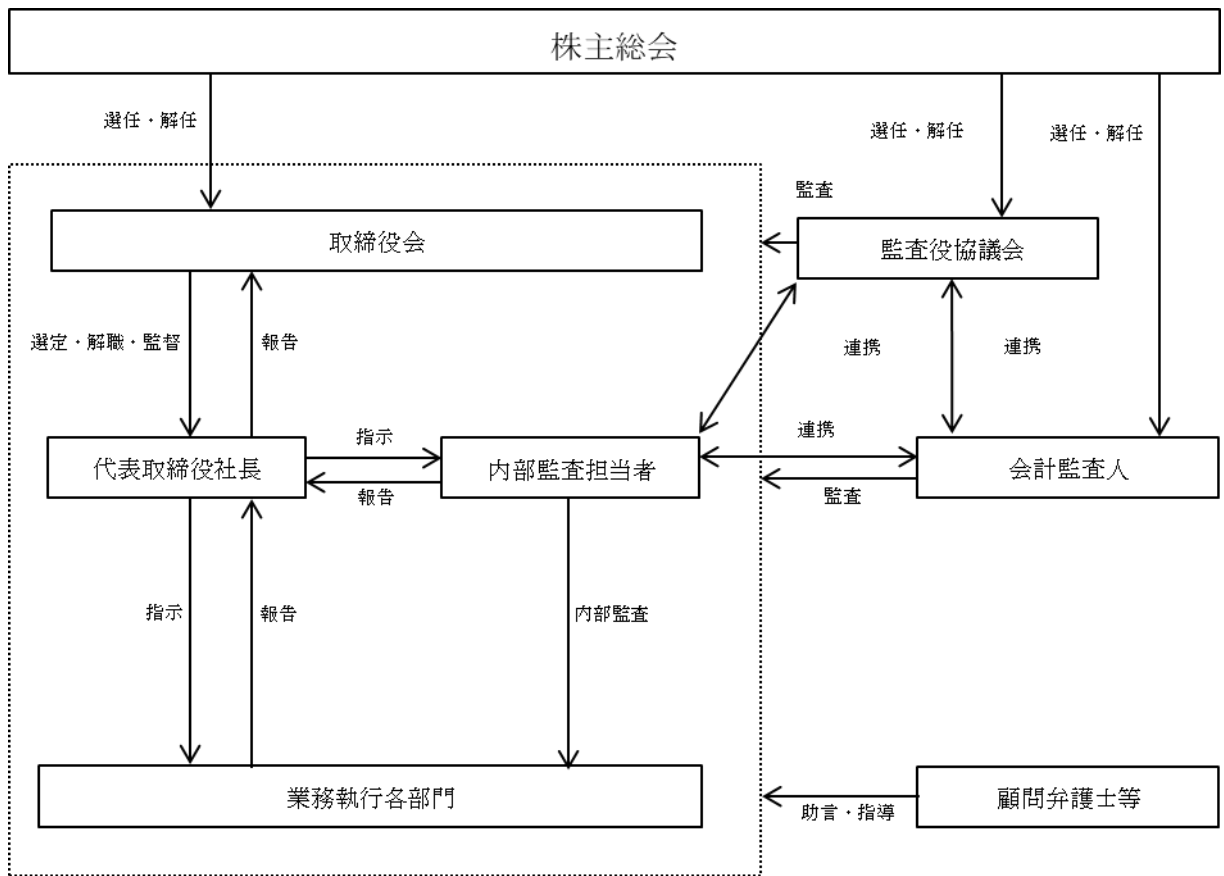 株主総会
選任・解任
選任・解任
選任・解任
監査
取締役会
監査役協議会
選定・解職・監督
報告
連携
連携
指示
連携
代表取締役社長
内部監査担当者
会計監査人
報告
監査
指示
報告
内部監査
業務執行各部門
顧問弁護士等
助言・指導